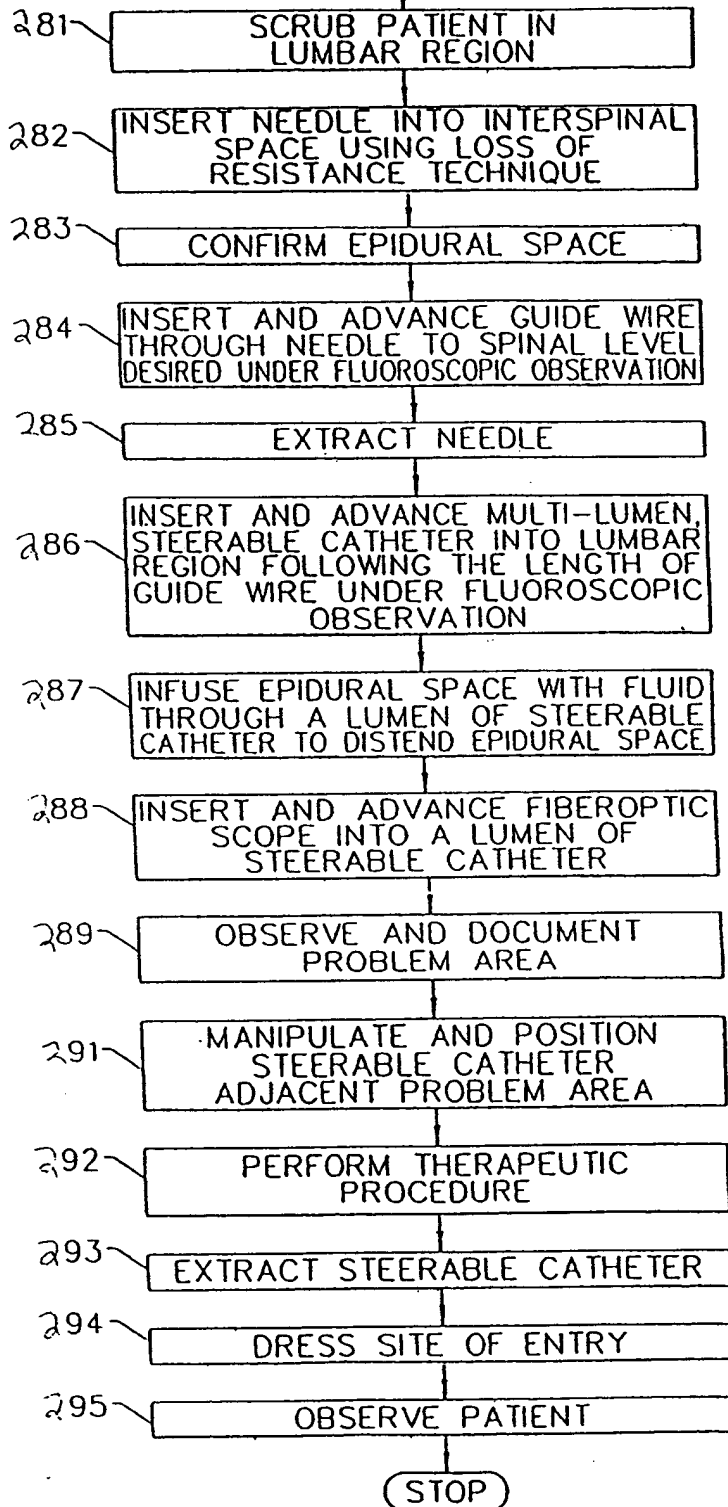 281
SCRUB PATIENT IN
LUMBAR REGION
282
INSERT NEEDLE INTO INTERSPINAL
SPACE USING LOSS OF
RESISTANCE TECHNIQUE
283
CONFIRM EPIDURAL SPACE
284
INSERT AND ADVANCE GUIDE WIRE
THROUGH NEEDLE TO SPINAL LEVEL
DESIRED UNDER FLUOROSCOPIC OBSERVATION
285
EXTRACT NEEDLE
286
INSERT AND ADVANCE MULTI-LUMEN,
STEERABLE CATHETER INTO LUMBAR
REGION FOLLOWING THE LENGTH OF
GUIDE WIRE UNDER FLUOROSCOPIC
OBSERVATION
287
INFUSE EPIDURAL SPACE WITH FLUID
THROUGH A LUMEN OF STEERABLE
CATHETER TO DISTEND EPIDURAL SPACE
288
INSERT AND ADVANCE FIBEROPTIC
SCOPE INTO A LUMEN OF
STEERABLE CATHETER
289
OBSERVE AND DOCUMENT
PROBLEM AREA
291
MANIPULATE AND POSITION
STEERABLE CATHETER
ADJACENT PROBLEM AREA
292
PERFORM THERAPEUTIC
PROCEDURE
293
EXTRACT STEERABLE CATHETER
294
DRESS SITE OF ENTRY
295
OBSERVE PATIENT
STOP